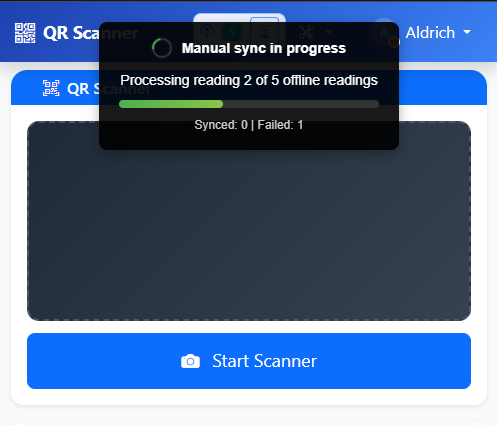 QR Scanner
5
A
Aldrich
Manual sync in progress
Processing reading 2 of 5 offline readings
Synced: 0 | Failed: 1
QR Scanner
Start Scanner